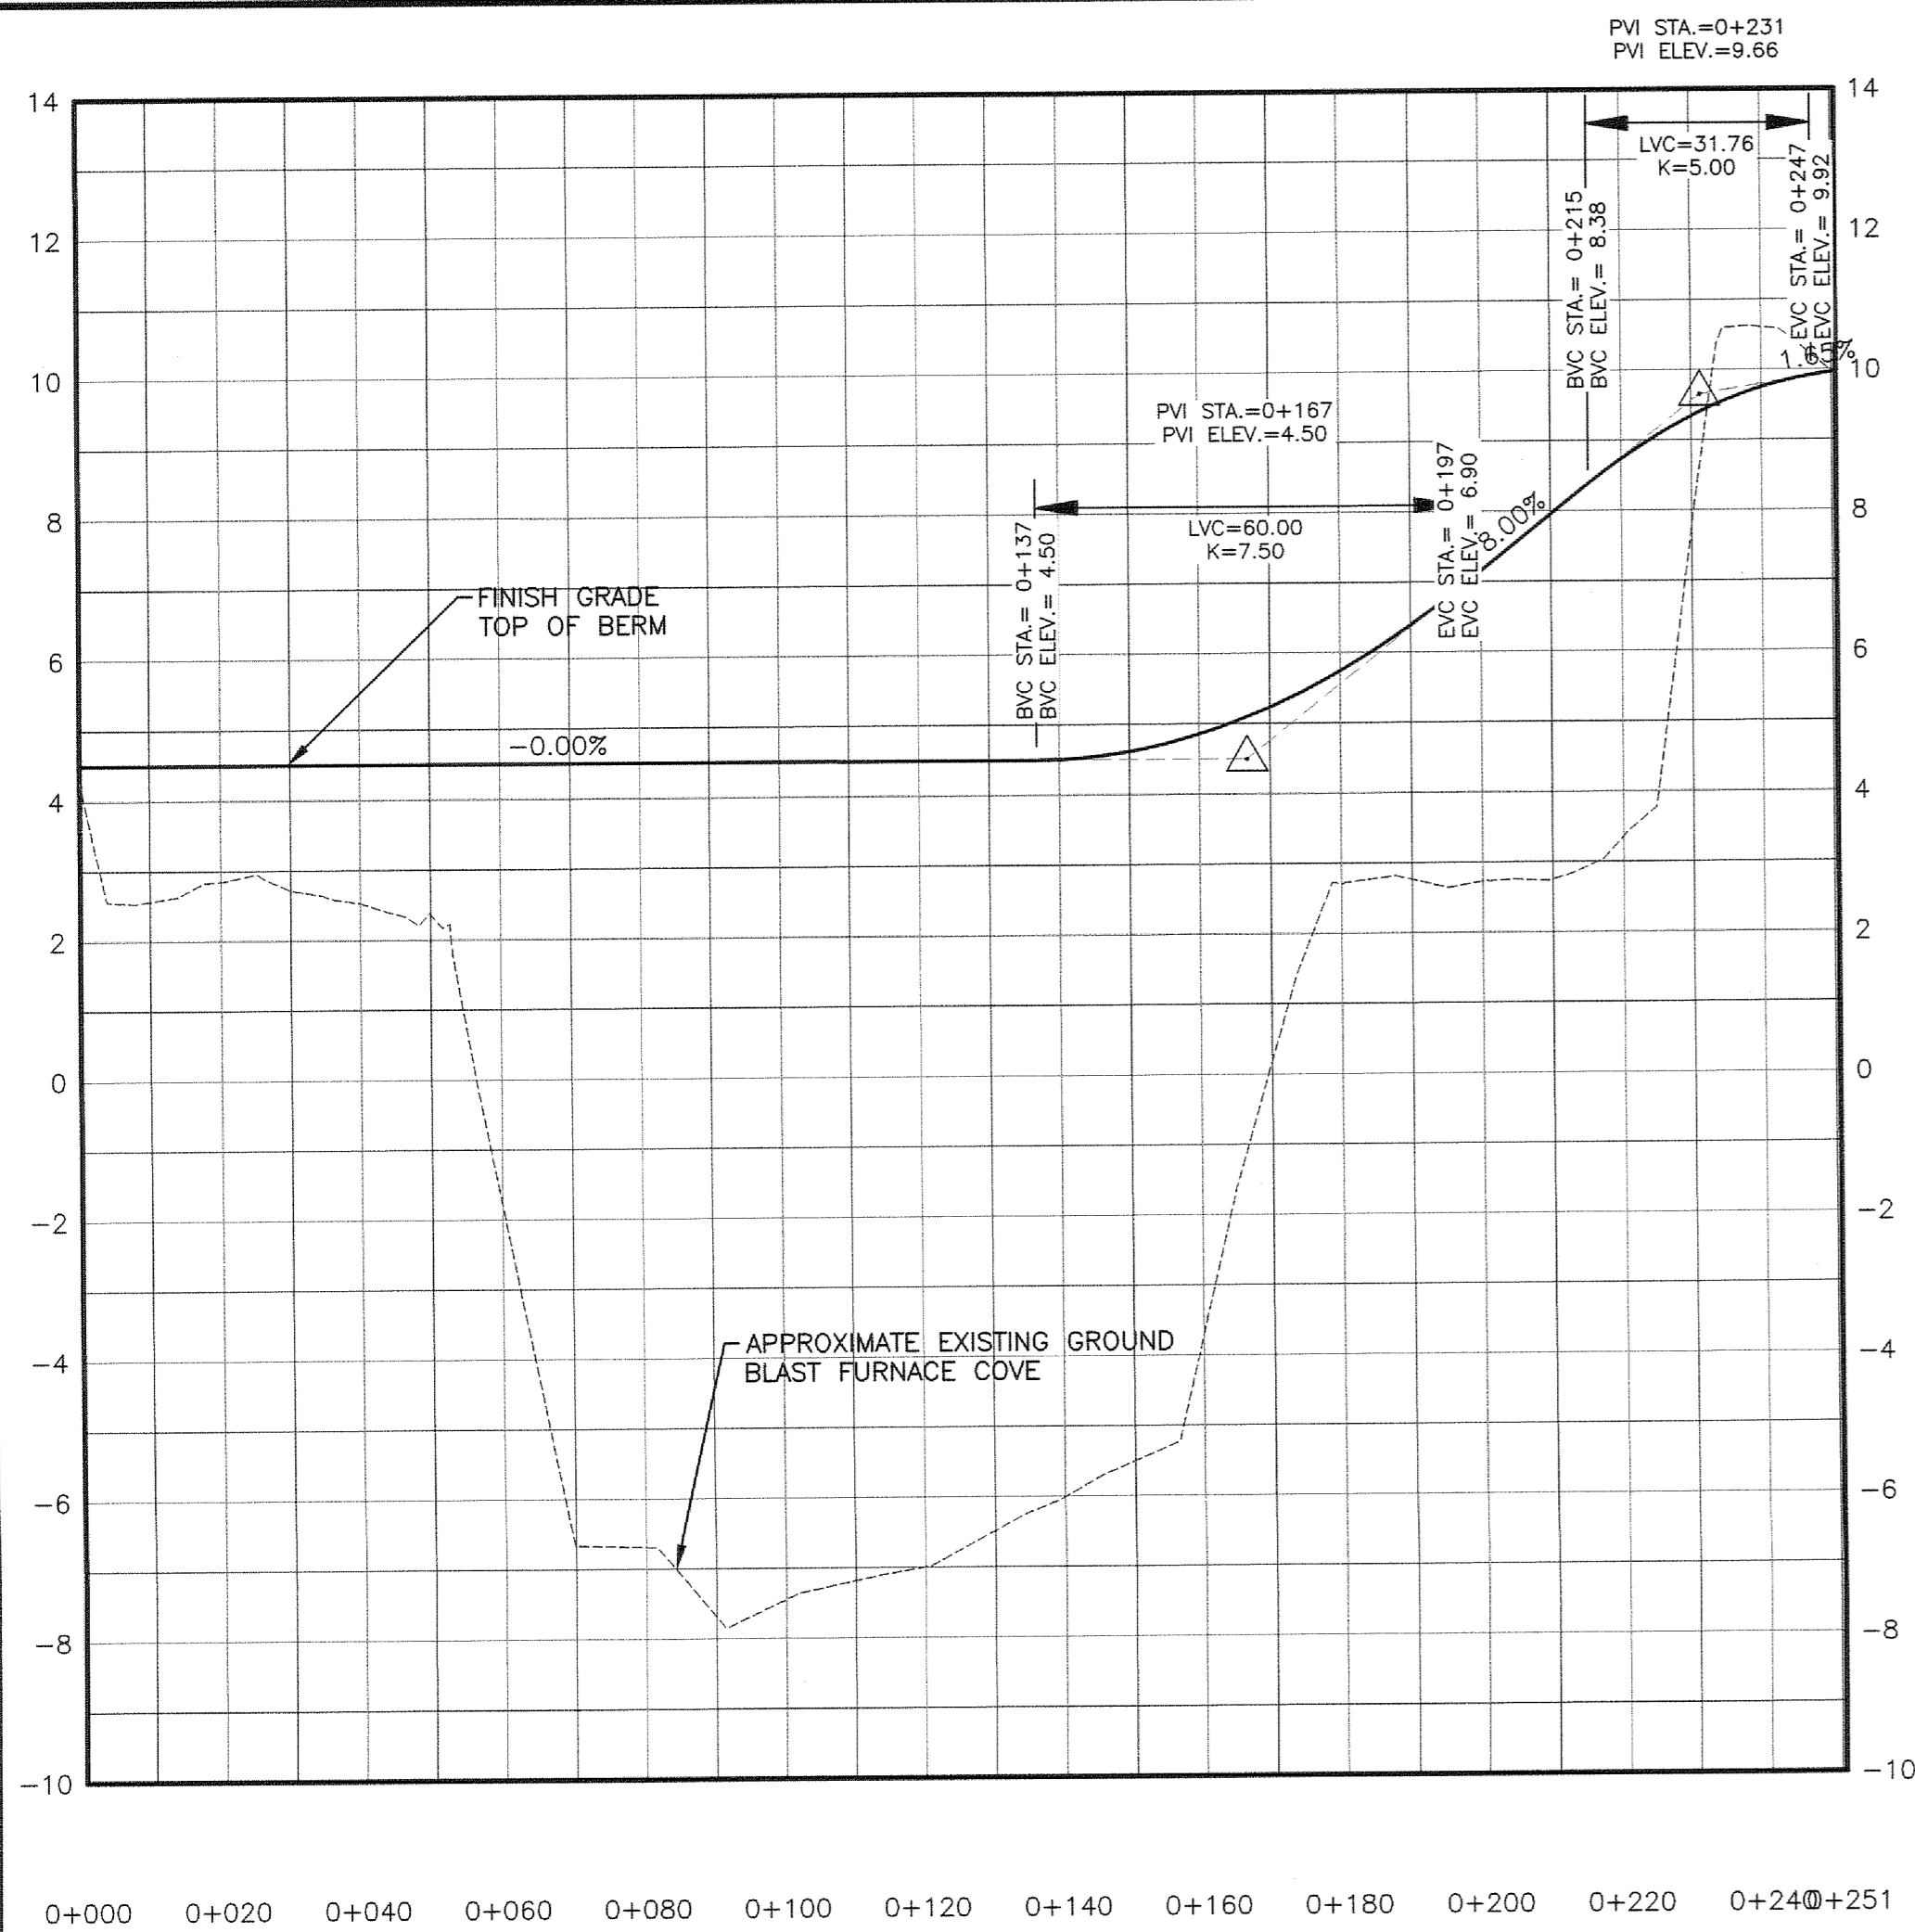 PVI STA.=0+231
PVI ELEV.=9.66
14
14
LVC=31.76
K=5.00
BVC STA.= 0+215
BVC ELEV.= 8.38
EVC STA.= 0+247
EVC ELEV.= 9.92
12
12
1.65%
10
10
PVI STA.=0+167
PVI ELEV.=4.50
8
8
LVC=60.00
K=7.50
BVC STA.= 0+137
BVC ELEV.= 4.50
EVC STA.= 0+197
EVC ELEV.= 6.90
8.00%
FINISH GRADE
TOP OF BERM
6
6
-0.00%
4
4
2
2
0
0
-2
-2
APPROXIMATE EXISTING GROUND
BLAST FURNACE COVE
-4
-4
-6
-6
-8
-8
-10
-10
0+000 0+020 0+040 0+060 0+080 0+100 0+120 0+140 0+160 0+180 0+200 0+220 0+240 0+251